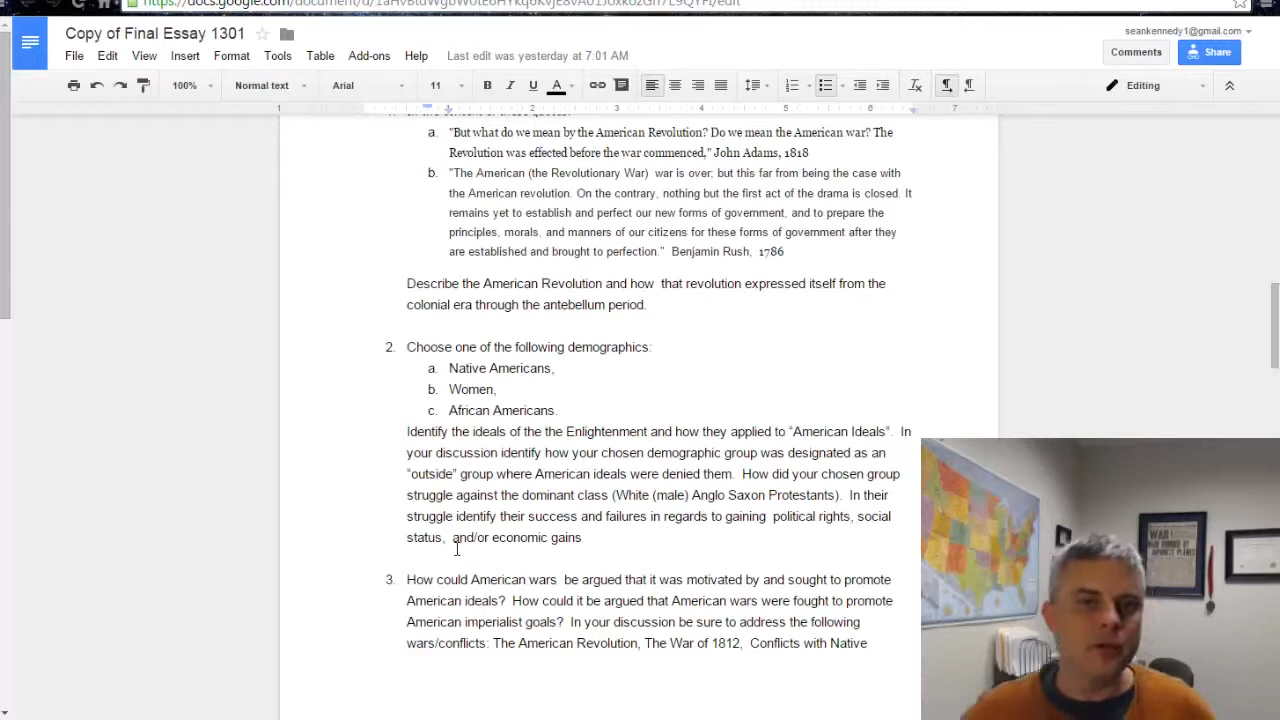 Copy of Final Essay 1301
seankennedy1@gmail.com
File Edit View Insert Format Tools Table Add-ons Help Last edit was yesterday at 7:01 AM
Comments
Share
100% Normal text Arial 11 B I U A Editing
1 1 2 3 4 5 6 7
a. "But what do we mean by the American Revolution? Do we mean the American war? The
Revolution was effected before the war commenced," John Adams, 1818
b. "The American (the Revolutionary War) war is over; but this far from being the case with
the American revolution. On the contrary, nothing but the first act of the drama is closed. It
remains yet to establish and perfect our new forms of government, and to prepare the
principles, morals, and manners of our citizens for these forms of government after they
are established and brought to perfection." Benjamin Rush, 1786
Describe the American Revolution and how that revolution expressed itself from the
colonial era through the antebellum period.
2. Choose one of the following demographics:
a. Native Americans,
b. Women,
c. African Americans.
Identify the ideals of the the Enlightenment and how they applied to “American Ideals”. In
your discussion identify how your chosen demographic group was designated as an
“outside” group where American ideals were denied them. How did your chosen group
struggle against the dominant class (White (male) Anglo Saxon Protestants). In their
struggle identify their success and failures in regards to gaining political rights, social
status, and/or economic gains
3. How could American wars be argued that it was motivated by and sought to promote
American ideals? How could it be argued that American wars were fought to promote
American imperialist goals? In your discussion be sure to address the following
wars/conflicts: The American Revolution, The War of 1812, Conflicts with Native